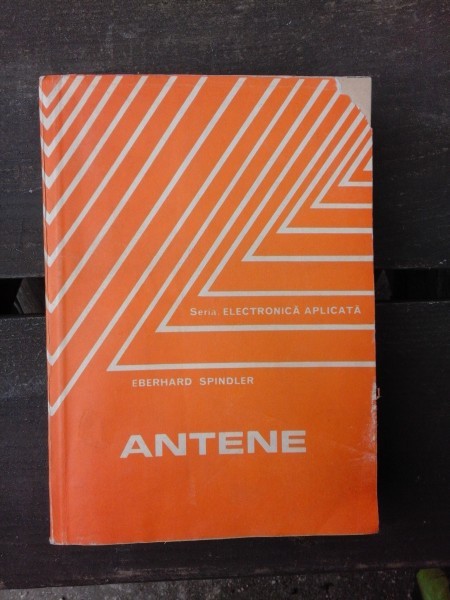 Seria: ELECTRONICĂ APLICATĂ
EBERHARD SPINDLER
ANTENE